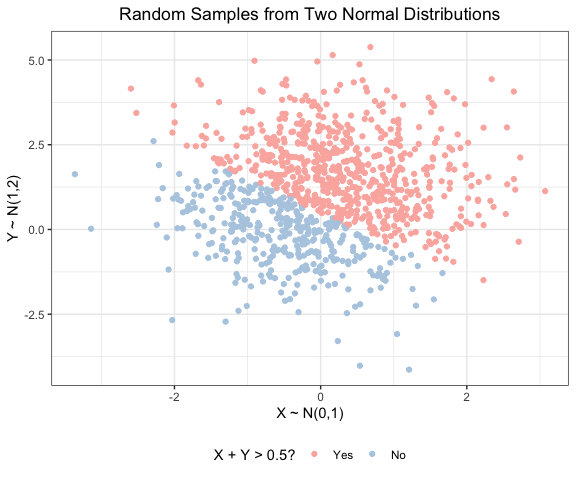 Random Samples from Two Normal Distributions
5.0
2.5
0.0
-2.5
Y ~ N(1,2)
-2
0
2
X ~ N(0,1)
X + Y > 0.5? Yes No